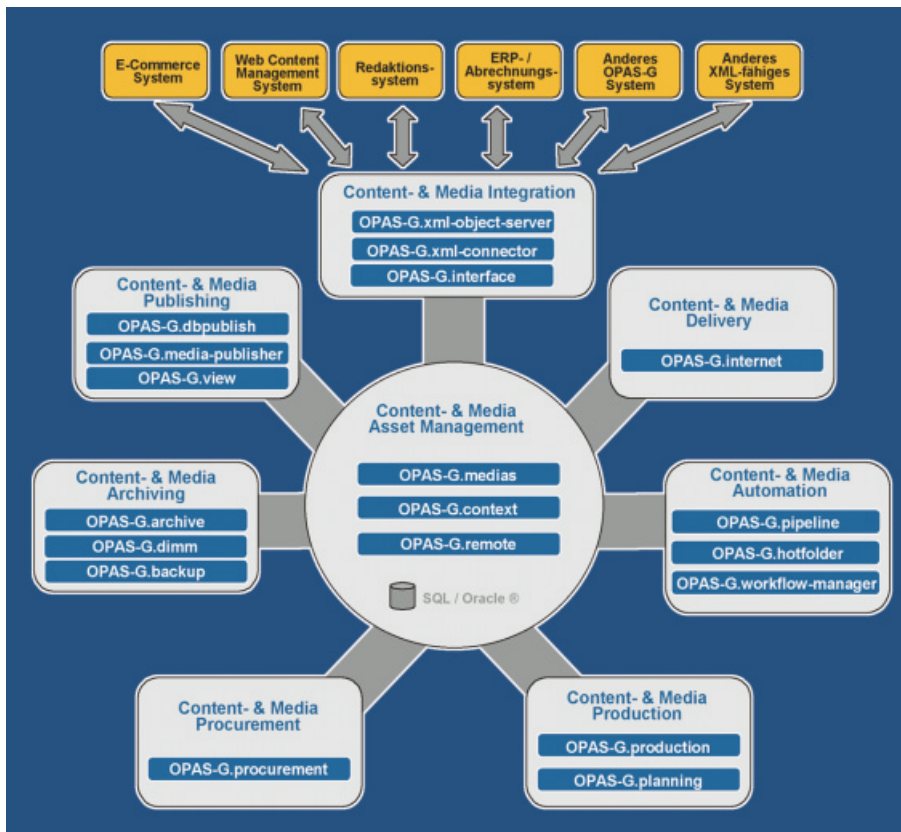 E-Commerce
System
Web Content
Management
System
Redaktions-
system
ERP- /
Abrechnungs-
system
Anderes
OPAS-G
System
Anderes
XML-fähiges
System
Content- & Media Integration
OPAS-G.xml-object-server
OPAS-G.xml-connector
OPAS-G.interface
Content- & Media
Publishing
OPAS-G.dbpublish
OPAS-G.media-publisher
OPAS-G.view
Content- & Media
Delivery
OPAS-G.internet
Content- & Media
Asset Management
OPAS-G.medias
OPAS-G.context
OPAS-G.remote
SQL / Oracle ®
Content- & Media
Archiving
OPAS-G.archive
OPAS-G.dimm
OPAS-G.backup
Content- & Media
Automation
OPAS-G.pipeline
OPAS-G.hotfolder
OPAS-G.workflow-manager
Content- & Media
Procurement
OPAS-G.procurement
Content- & Media
Production
OPAS-G.production
OPAS-G.planning